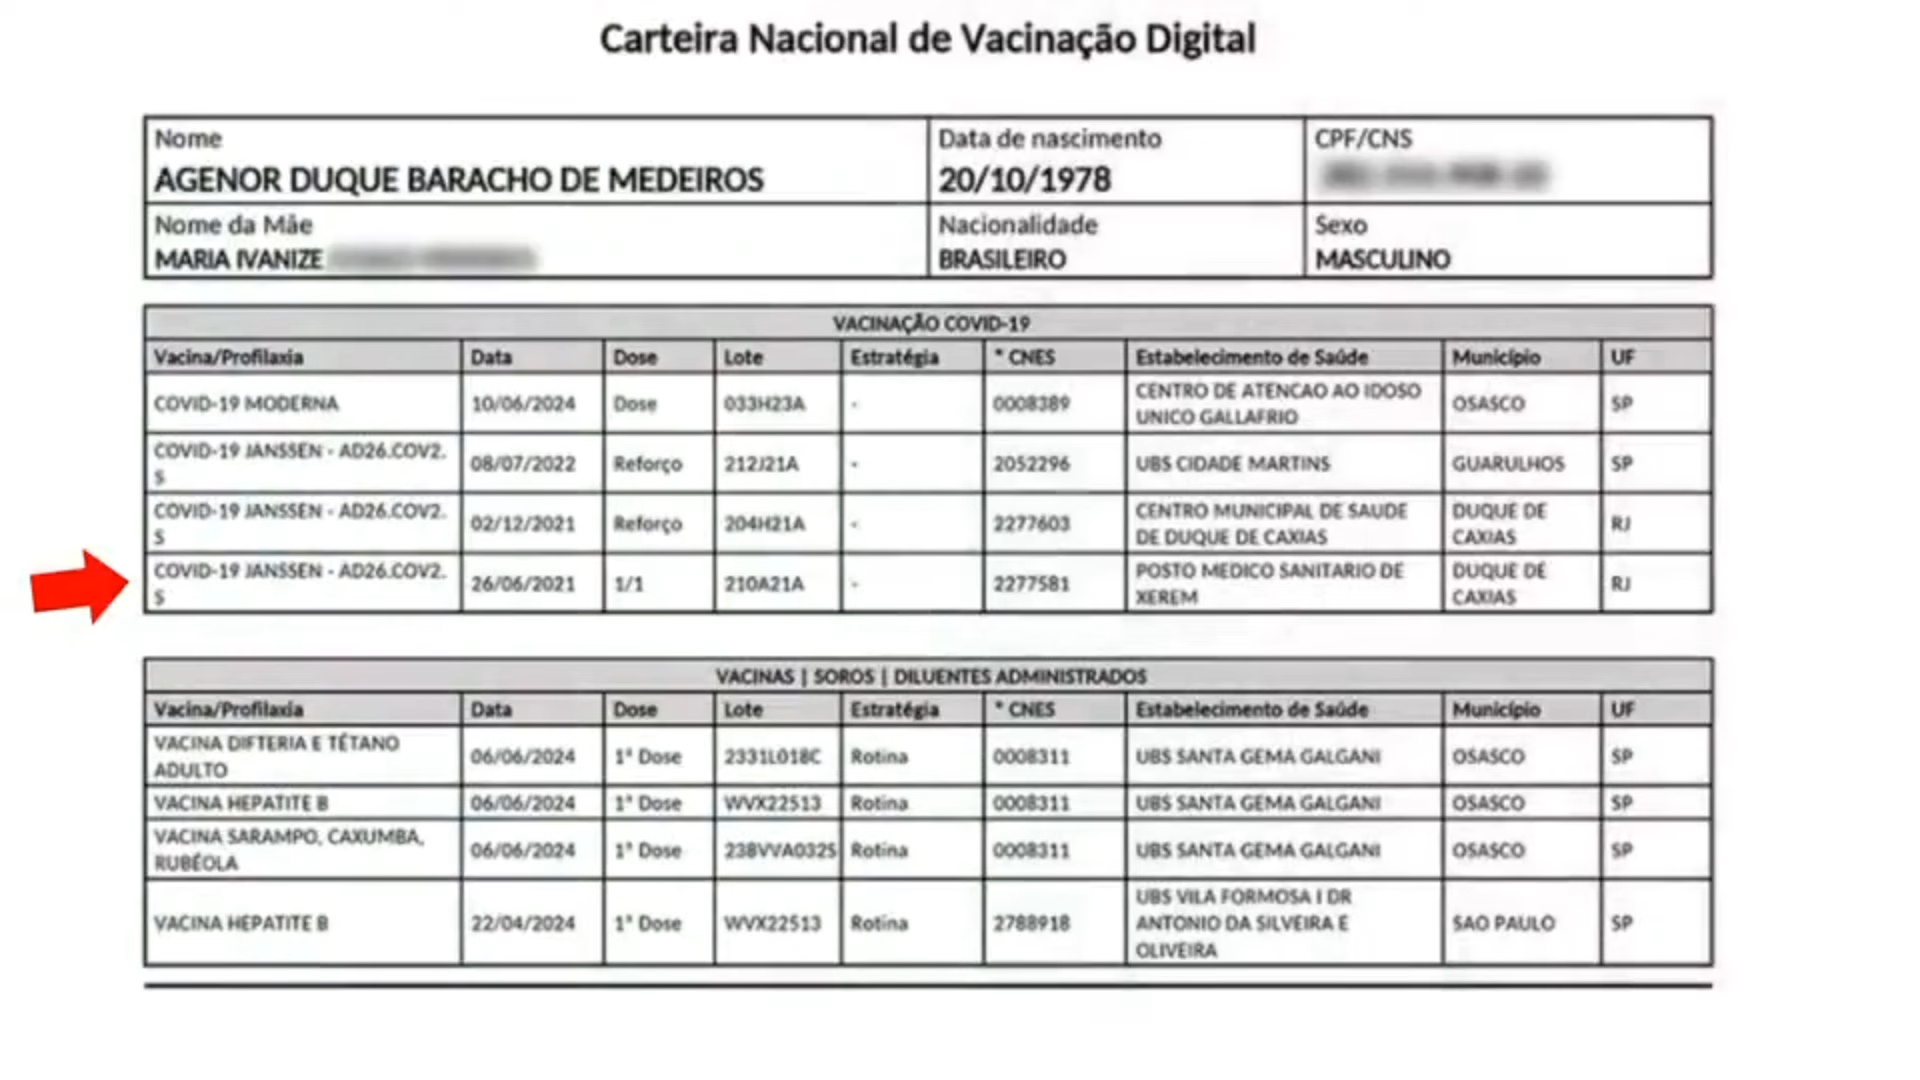 Carteira Nacional de Vacinação Digital
Nome
Data de nascimento
CPF/CNS
AGENOR DUQUE BARACHO DE MEDEIROS
20/10/1978
Nome da Mãe
Nacionalidade
Sexo
MARIA IVANIZE
BRASILEIRO
MASCULINO
VACINAÇÃO COVID-19
Vacina/Profilaxia Data Dose Lote Estratégia * CNES Estabelecimento de Saúde Município UF
COVID-19 MODERNA 10/06/2024 Dose 033H23A - 0008389 CENTRO DE ATENCAO AO IDOSO
UNICO GALLAFRIO OSASCO SP
COVID-19 JANSSEN - AD26.COV2.
S 08/07/2022 Reforço 212J21A - 2052296 UBS CIDADE MARTINS GUARULHOS SP
COVID-19 JANSSEN - AD26.COV2.
S 02/12/2021 Reforço 204H21A - 2277603 CENTRO MUNICIPAL DE SAUDE
DE DUQUE DE CAXIAS DUQUE DE
CAXIAS RJ
COVID-19 JANSSEN - AD26.COV2.
S 26/06/2021 1/1 210A21A - 2277581 POSTO MEDICO SANITARIO DE
XEREM DUQUE DE
CAXIAS RJ
VACINAS | SOROS | DILUENTES ADMINISTRADOS
Vacina/Profilaxia Data Dose Lote Estratégia * CNES Estabelecimento de Saúde Município UF
VACINA DIFTERIA E TÉTANO
ADULTO 06/06/2024 1ª Dose 2331L018C Rotina 0008311 UBS SANTA GEMA GALGANI OSASCO SP
VACINA HEPATITE B 06/06/2024 1ª Dose WVX22513 Rotina 0008311 UBS SANTA GEMA GALGANI OSASCO SP
VACINA SARAMPO, CAXUMBA,
RUBÉOLA 06/06/2024 1ª Dose 238VVA032S Rotina 0008311 UBS SANTA GEMA GALGANI OSASCO SP
VACINA HEPATITE B 22/04/2024 1ª Dose WVX22513 Rotina 2788918 UBS VILA FORMOSA I DR
ANTONIO DA SILVEIRA E
OLIVEIRA SAO PAULO SP